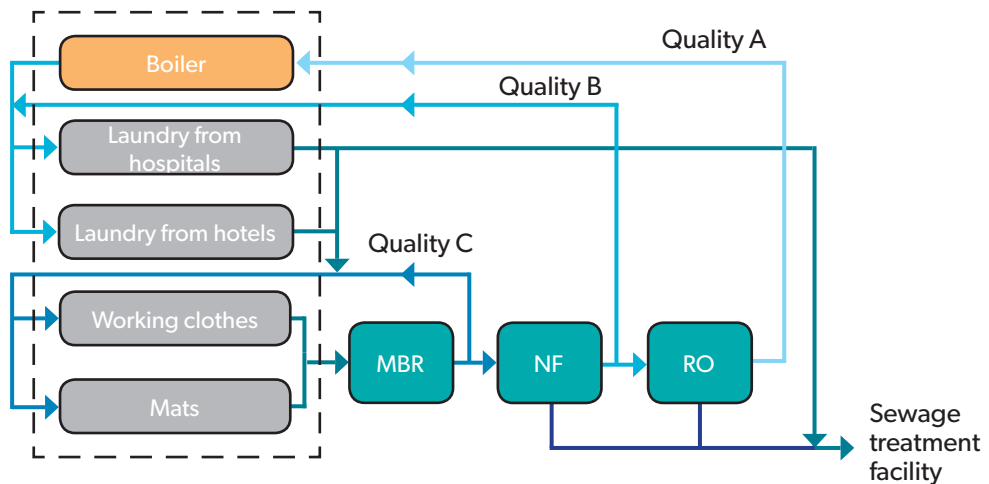 Quality A
Boiler
Quality B
Laundry from
hospitals
Laundry from hotels
Quality C
Working clothes
MBR
NF
RO
Mats
Sewage
treatment
facility